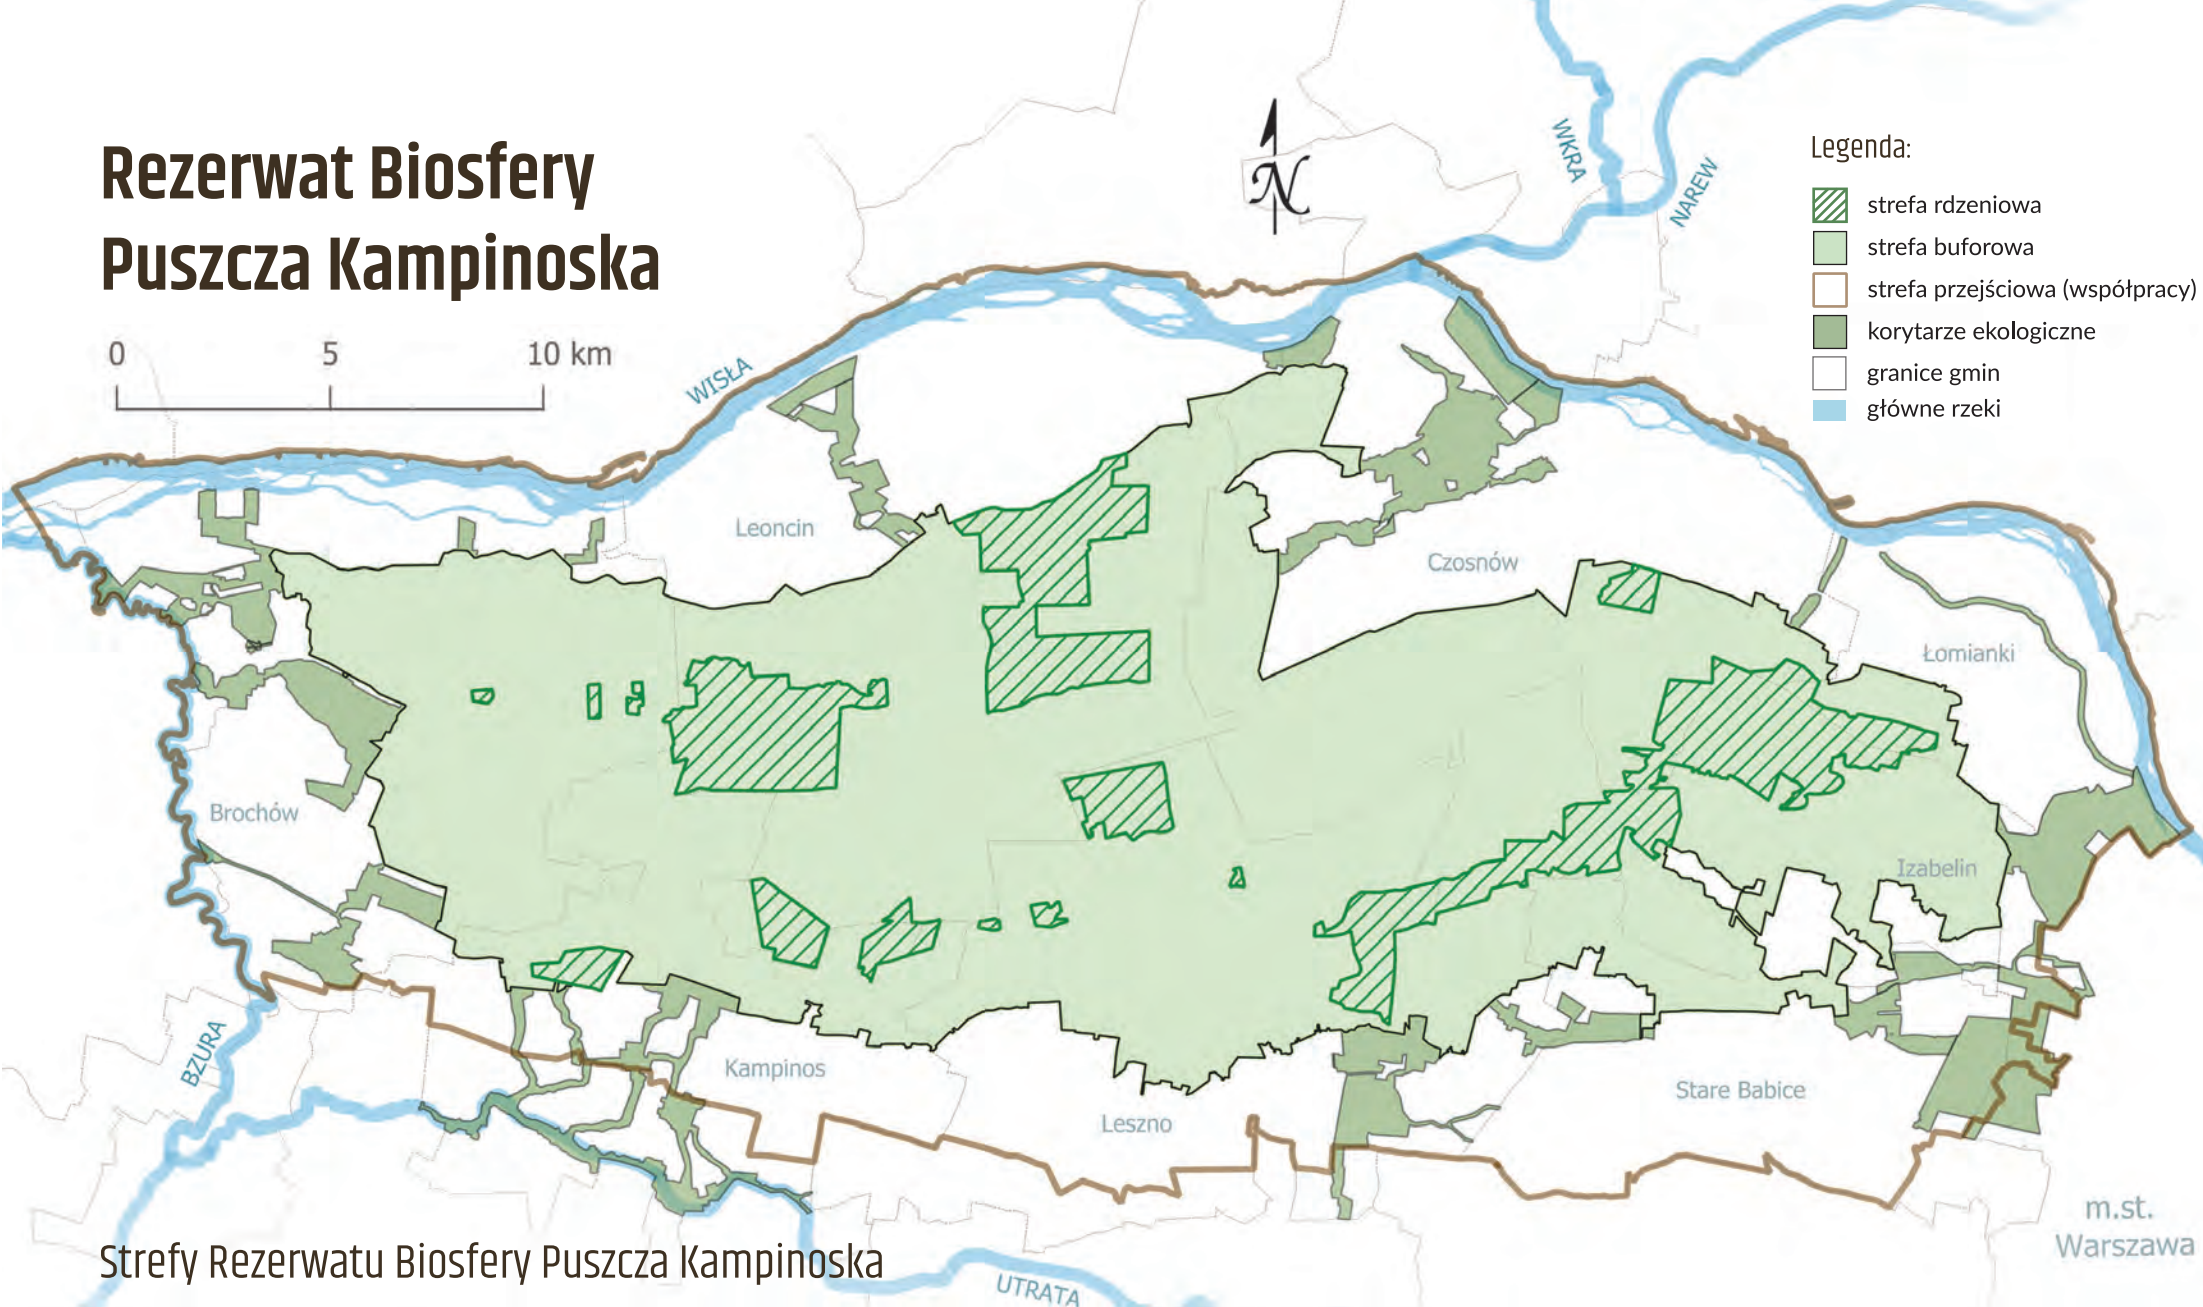 Rezerwat Biosfery
Puszcza Kampinoska
0 5 10 km
N
WKRA
NAREW
Legenda:
strefa rdzeniowa
strefa buforowa
strefa przejściowa (współpracy)
korytarze ekologiczne
granice gmin
główne rzeki
WISŁA
Leoncin
Czosnów
Łomianki
Brochów
Izabelin
BZURA
Kampinos
Leszno
Stare Babice
m.st.
Warszawa
UTRATA
Strefy Rezerwatu Biosfery Puszcza Kampinoska